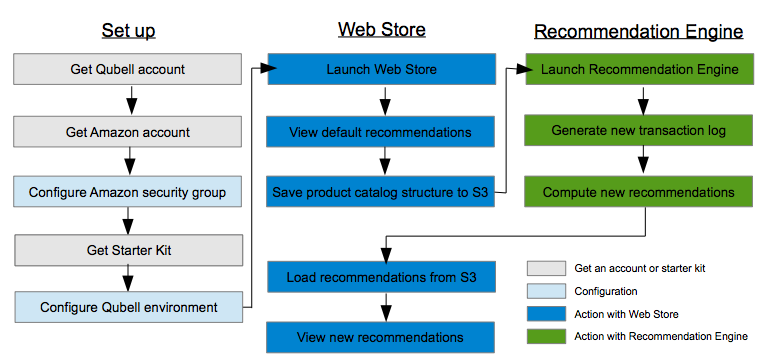 Set up
Get Qubell account
Get Amazon account
Configure Amazon security group
Get Starter Kit
Configure Qubell environment
Web Store
Launch Web Store
View default recommendations
Save product catalog structure to S3
Recommendation Engine
Launch Recommendation Engine
Generate new transaction log
Compute new recommendations
Load recommendations from S3
View new recommendations
Get an account or starter kit
Configuration
Action with Web Store
Action with Recommendation Engine